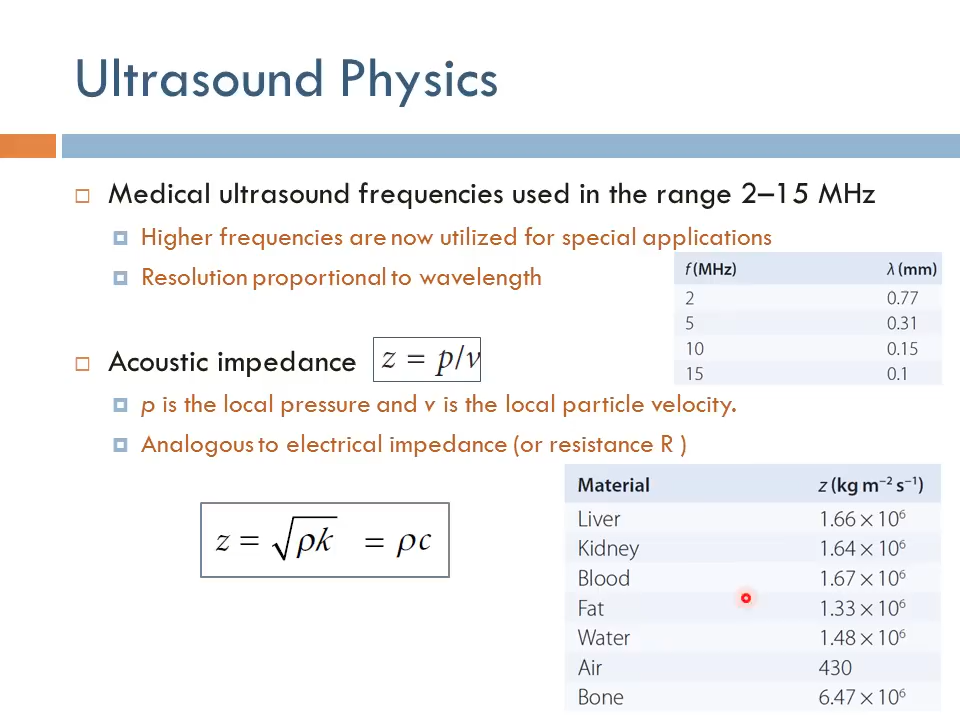 Ultrasound Physics
Medical ultrasound frequencies used in the range 2–15 MHz
Higher frequencies are now utilized for special applications
Resolution proportional to wavelength
f (MHz) λ (mm)
2 0.77
5 0.31
10 0.15
15 0.1
Acoustic impedance z = p/v
p is the local pressure and v is the local particle velocity.
Analogous to electrical impedance (or resistance R )
z = √ρk = ρc
Material z (kg m⁻² s⁻¹)
Liver 1.66 × 10⁶
Kidney 1.64 × 10⁶
Blood 1.67 × 10⁶
Fat 1.33 × 10⁶
Water 1.48 × 10⁶
Air 430
Bone 6.47 × 10⁶